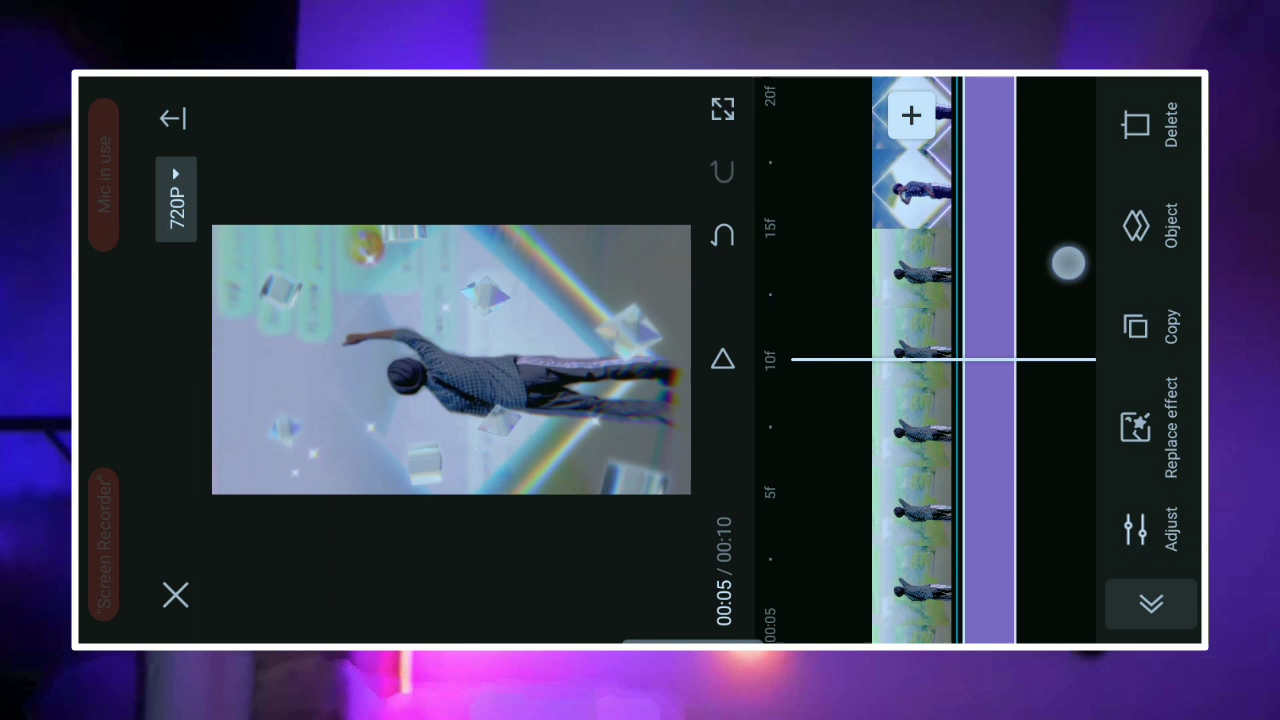 "Screen Recorder"
Mic in use
720P
00:05 / 00:10
00:05
5f
10f
15f
20f
Adjust
Replace effect
Copy
Object
Delete